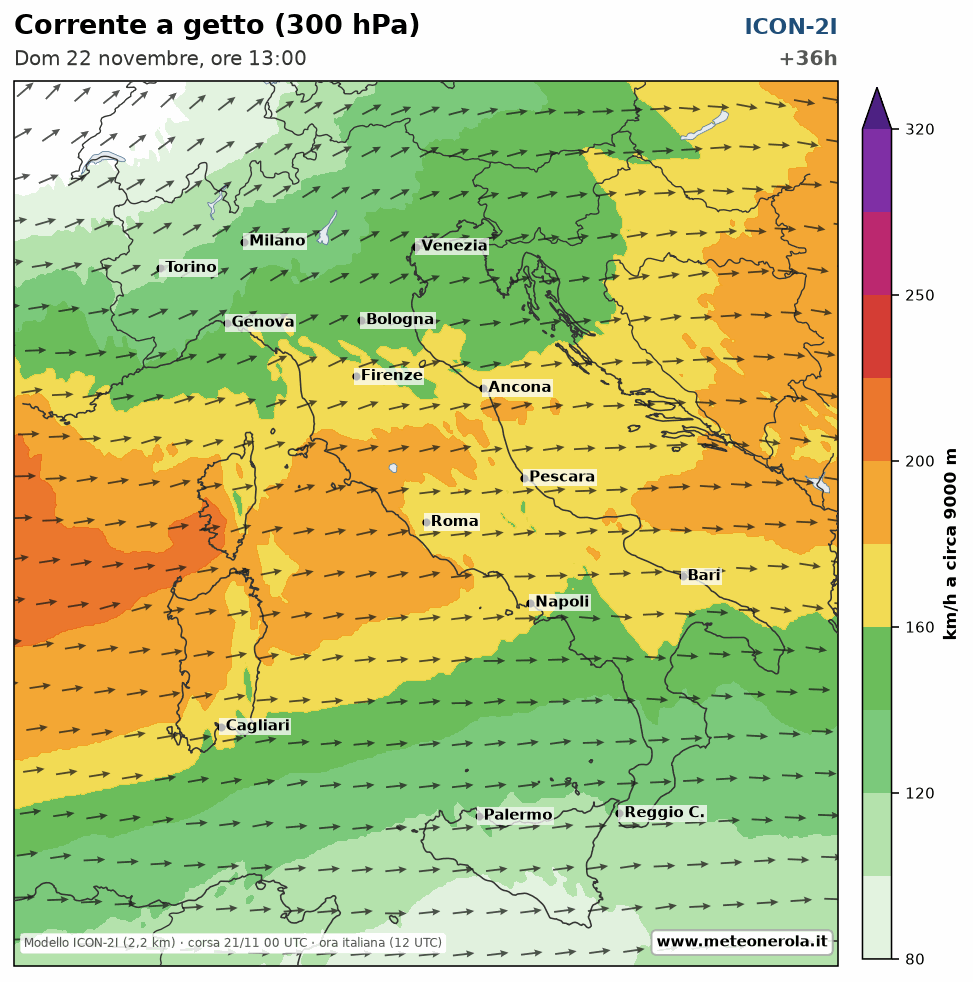 Corrente a getto (300 hPa)
ICON-2I
Dom 22 novembre, ore 13:00
+36h
320
250
200
160
120
80
km/h a circa 9000 m
Milano
Venezia
Torino
Genova
Bologna
Firenze
Ancona
Pescara
Roma
Bari
Napoli
Cagliari
Palermo
Reggio C.
Modello ICON-2I (2,2 km) · corsa 21/11 00 UTC · ora italiana (12 UTC)
www.meteonerola.it